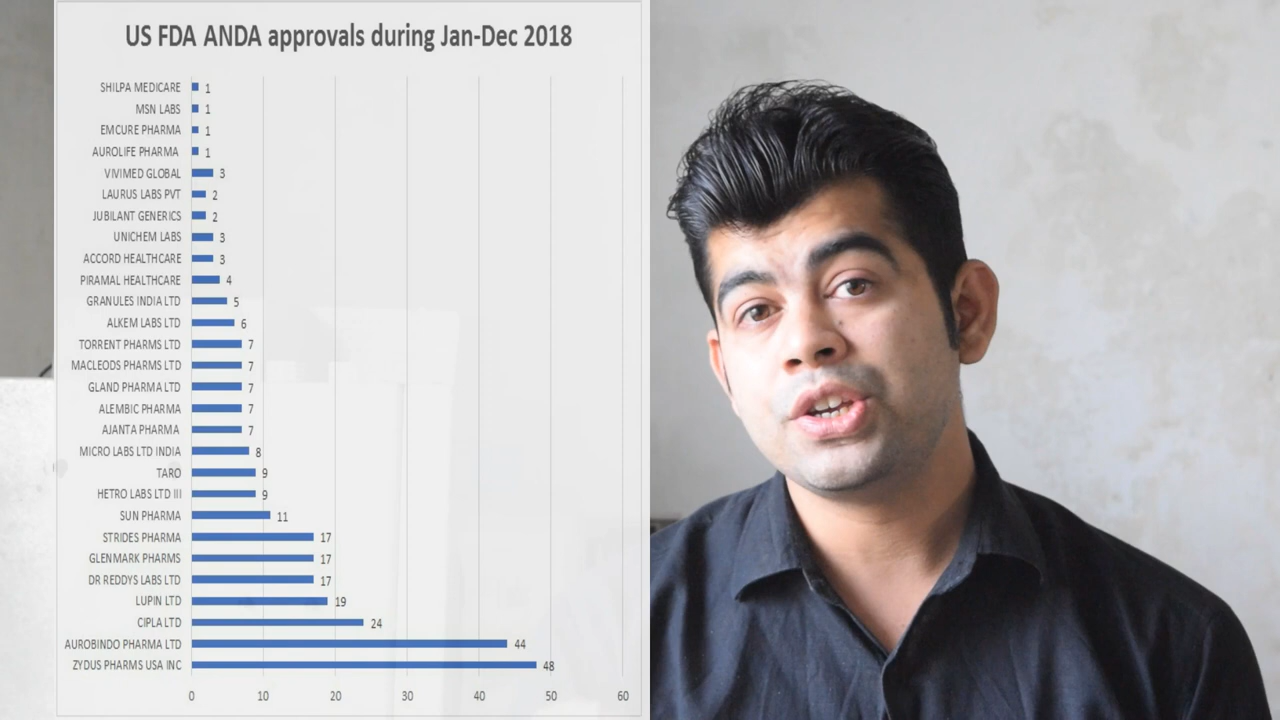 US FDA ANDA approvals during Jan-Dec 2018
SHILPA MEDICARE 1
MSN LABS 1
EMCURE PHARMA 1
AUROLIFE PHARMA 1
VIVIMED GLOBAL 3
LAURUS LABS PVT 2
JUBILANT GENERICS 2
UNICHEM LABS 3
ACCORD HEALTHCARE 3
PIRAMAL HEALTHCARE 4
GRANULES INDIA LTD 5
ALKEM LABS LTD 6
TORRENT PHARMS LTD 7
MACLEODS PHARMS LTD 7
GLAND PHARMA LTD 7
ALEMBIC PHARMA 7
AJANTA PHARMA 7
MICRO LABS LTD INDIA 8
TARO 9
HETRO LABS LTD III 9
SUN PHARMA 11
STRIDES PHARMA 17
GLENMARK PHARMS 17
DR REDDYS LABS LTD 17
LUPIN LTD 19
CIPLA LTD 24
AUROBINDO PHARMA LTD 44
ZYDUS PHARMS USA INC 48
0 10 20 30 40 50 60